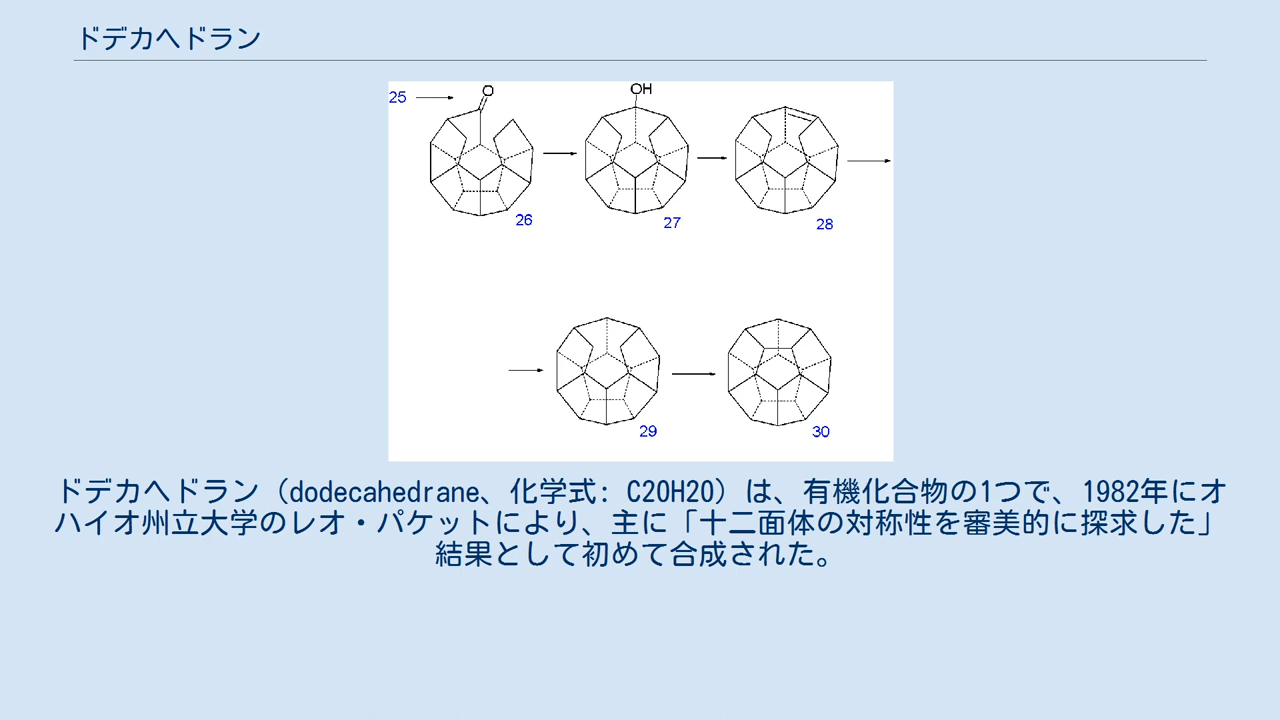 ドデカヘドラン
25
O
OH
26
27
28
29
30
ドデカヘドラン（dodecahedrane、化学式: C20H20）は、有機化合物の1つで、1982年にオ
ハイオ州立大学のレオ・パケットにより、主に「十二面体の対称性を審美的に探求した」
結果として初めて合成された。